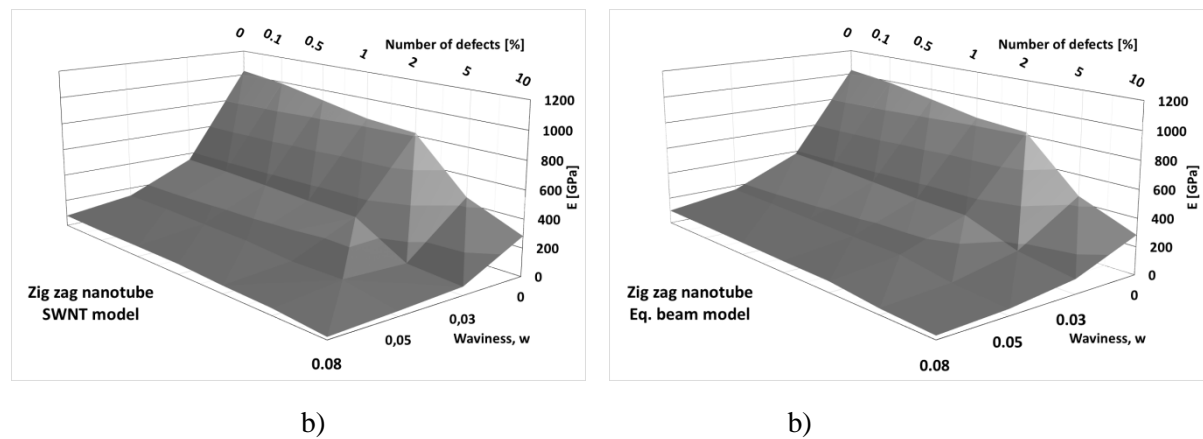 0 0.1 0.5 1 2 5 10
Number of defects [%]
1200
1000
800
600
400
200
0
E [GPa]
Zig zag nanotube
SWNT model
0
0,03
0,05
0.08
Waviness, w
0 0.1 0.5 1 2 5 10
Number of defects [%]
1200
1000
800
600
400
200
0
E [GPa]
Zig zag nanotube
Eq. beam model
0
0.03
0.05
0.08
Waviness, w
b)
b)